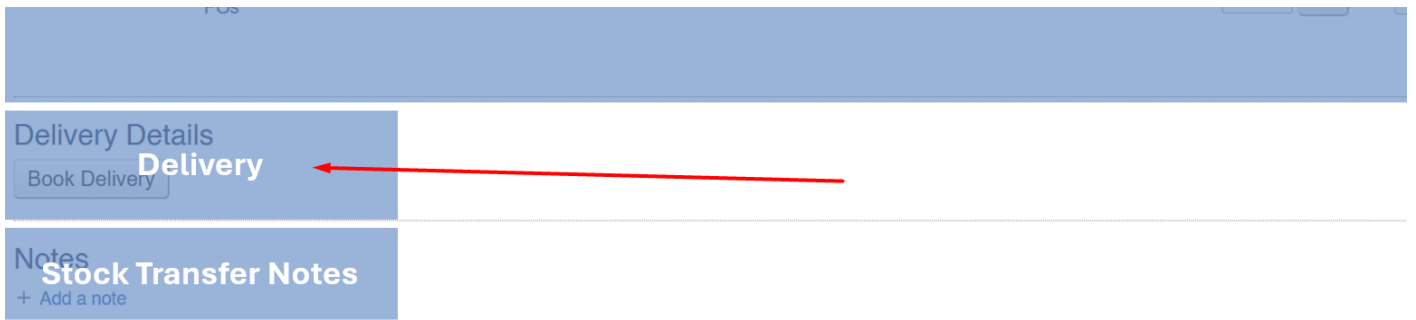 POs
Delivery Details
Delivery
Book Delivery
Notes
Stock Transfer Notes
+ Add a note